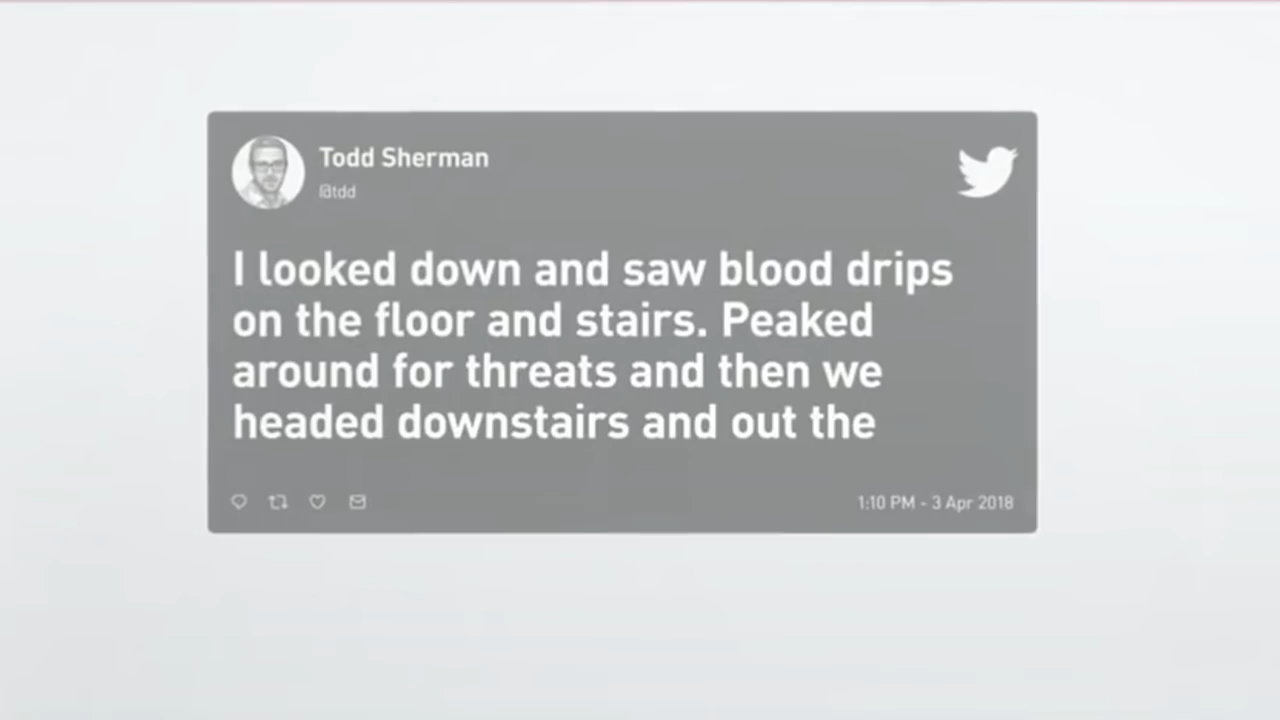 Todd Sherman
@tdd
I looked down and saw blood drips
on the floor and stairs. Peaked
around for threats and then we
headed downstairs and out the
1:10 PM - 3 Apr 2018